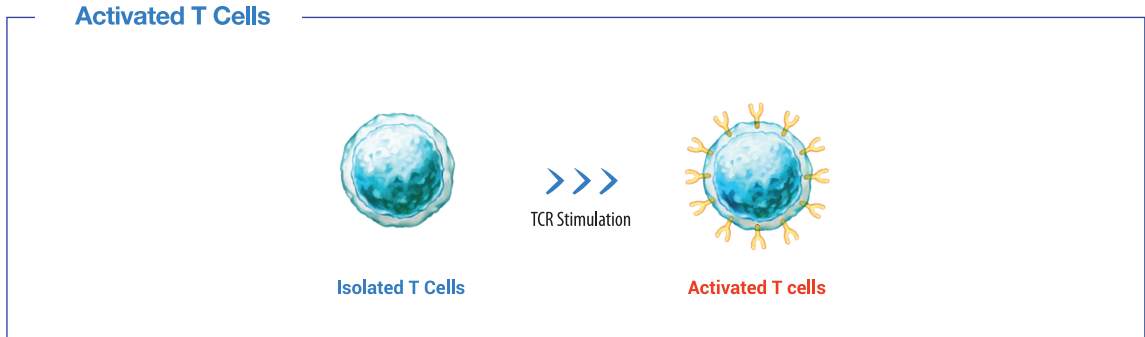 Activated T Cells
TCR Stimulation
Isolated T Cells
Activated T cells